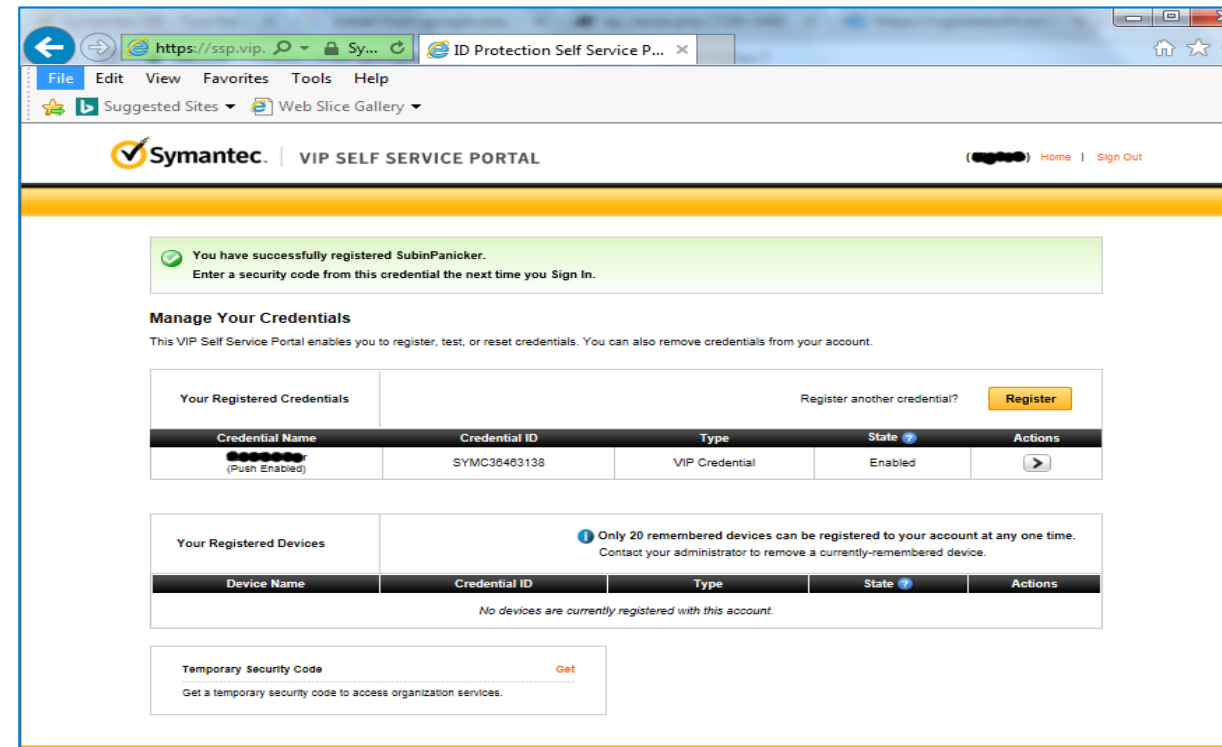 https://ssp.vip. Sy... ID Protection Self Service P...
File Edit View Favorites Tools Help
Suggested Sites Web Slice Gallery
Symantec. VIP SELF SERVICE PORTAL ( ) Home | Sign Out
You have successfully registered SubinPanicker.
Enter a security code from this credential the next time you Sign In.
Manage Your Credentials
This VIP Self Service Portal enables you to register, test, or reset credentials. You can also remove credentials from your account.
Your Registered Credentials Register another credential? Register
Credential Name Credential ID Type State ? Actions
(Push Enabled) SYMC36463138 VIP Credential Enabled >
Your Registered Devices
Only 20 remembered devices can be registered to your account at any one time.
Contact your administrator to remove a currently-remembered device.
Device Name Credential ID Type State ? Actions
No devices are currently registered with this account.
Temporary Security Code Get
Get a temporary security code to access organization services.